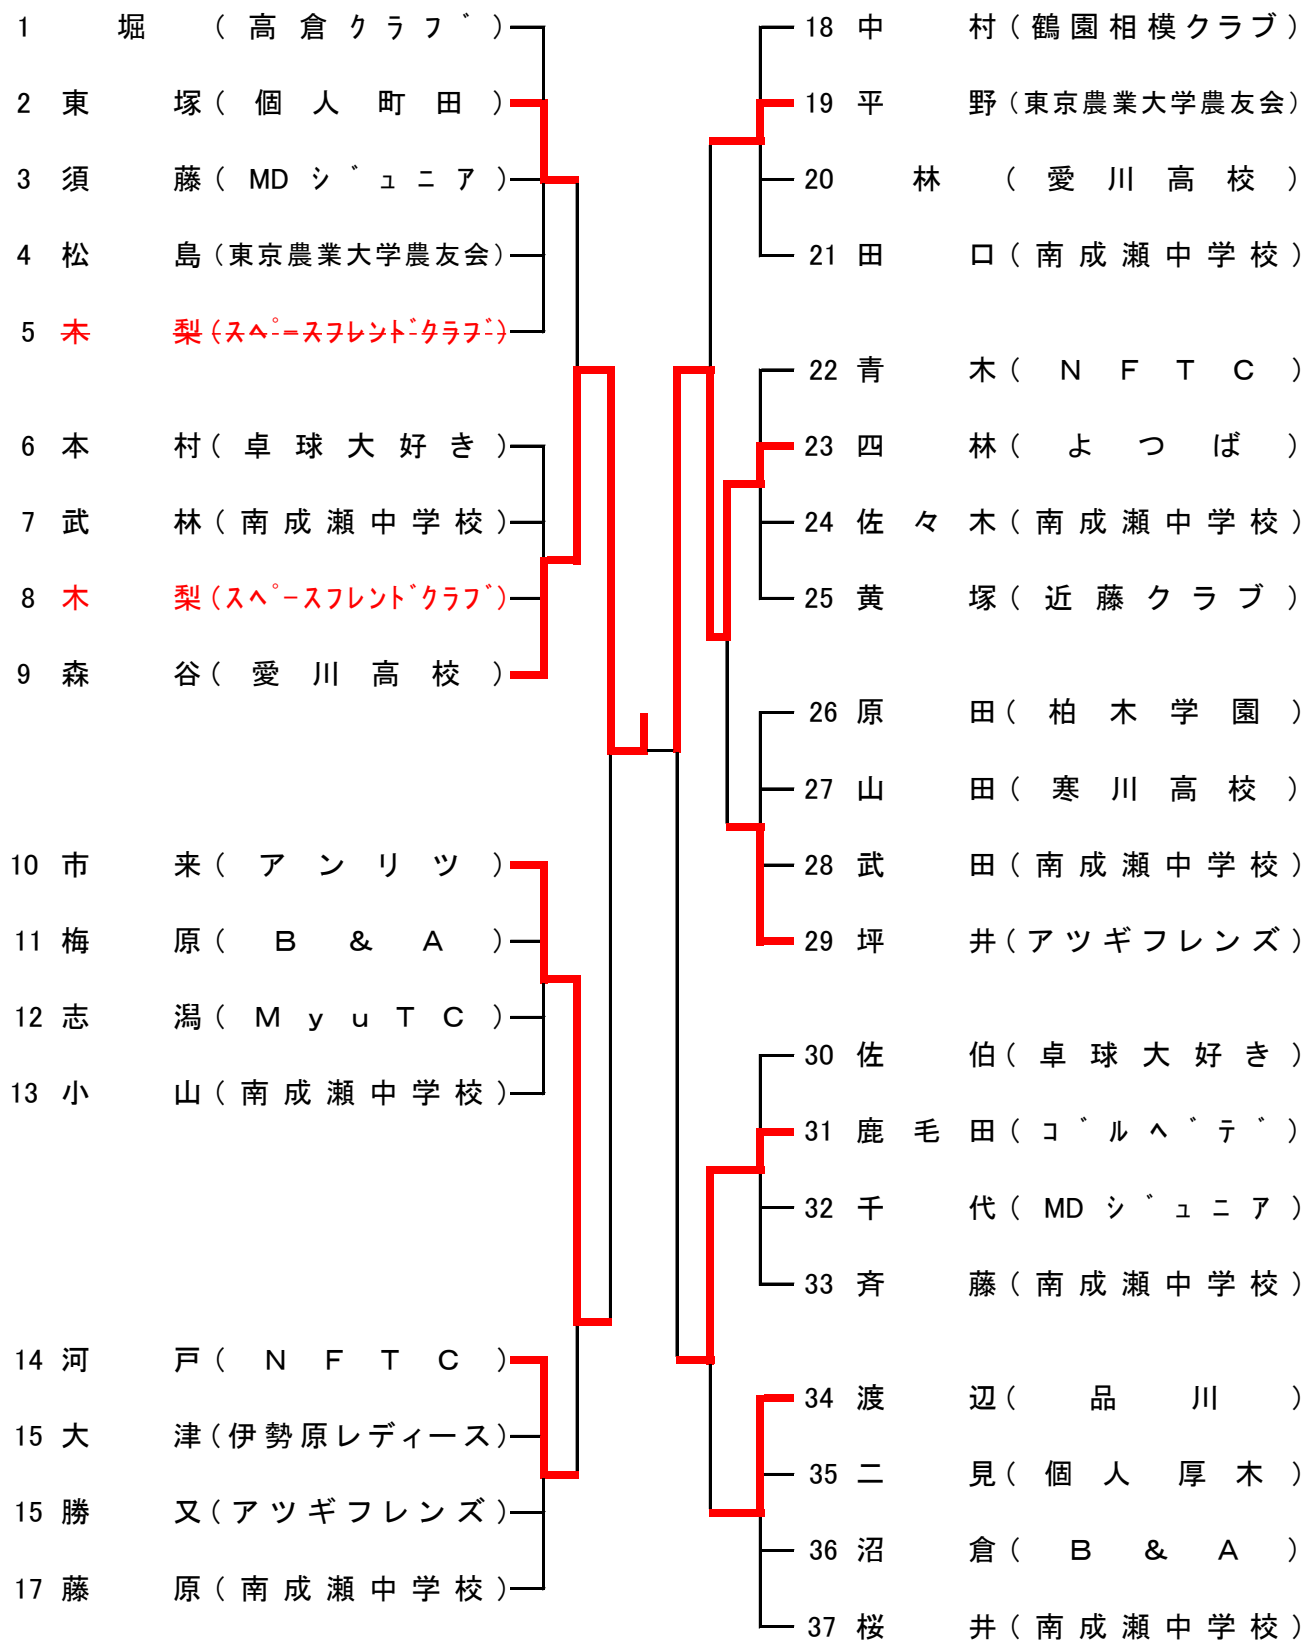 1 堀 (高倉クラブ)
2 東塚(個人町田)
3 須藤(MDジュニア)
4 松島(東京農業大学農友会)
5 木梨(スペースフレンドクラブ)
6 本村(卓球大好き)
7 武林(南成瀬中学校)
8 木梨(スペースフレンドクラブ)
9 森谷(愛川高校)
10 市来(アンリツ)
11 梅原(B&A)
12 志潟(MyuTC)
13 小山(南成瀬中学校)
14 河戸(NFTC)
15 大津(伊勢原レディース)
15 勝又(アツギフレンズ)
17 藤原(南成瀬中学校)
18 中村(鶴園相模クラブ)
19 平野(東京農業大学農友会)
20 林(愛川高校)
21 田口(南成瀬中学校)
22 青木(NFTC)
23 四林(よつば)
24 佐々木(南成瀬中学校)
25 黄塚(近藤クラブ)
26 原田(柏木学園)
27 山田(寒川高校)
28 武田(南成瀬中学校)
29 坪井(アツギフレンズ)
30 佐伯(卓球大好き)
31 鹿毛田(ゴルベデ)
32 千代(MDジュニア)
33 斉藤(南成瀬中学校)
34 渡辺(品川)
35 二見(個人厚木)
36 沼倉(B&A)
37 桜井(南成瀬中学校)